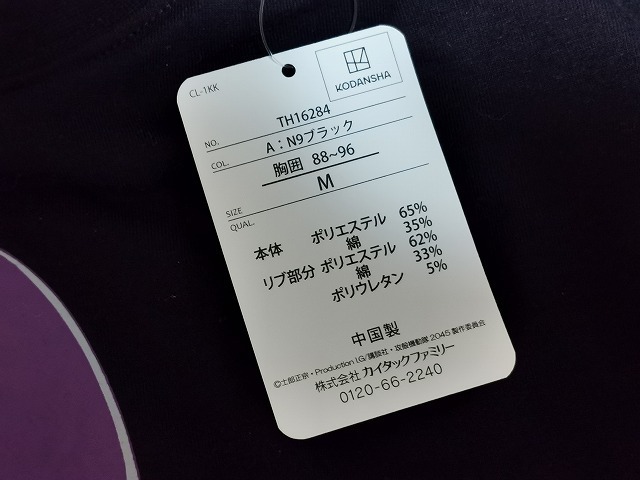 CL-1KK
KODANSHA
NO. TH16284
COL. A：N9ブラック
胸囲 88~96
SIZE M
QUAL.
本体 ポリエステル 65%
綿 35%
リブ部分 ポリエステル 62%
綿 33%
ポリウレタン 5%
中国製
©士郎正宗・Production I.G/講談社・攻殻機動隊2045製作委員会
株式会社カイタックファミリー
0120-66-2240